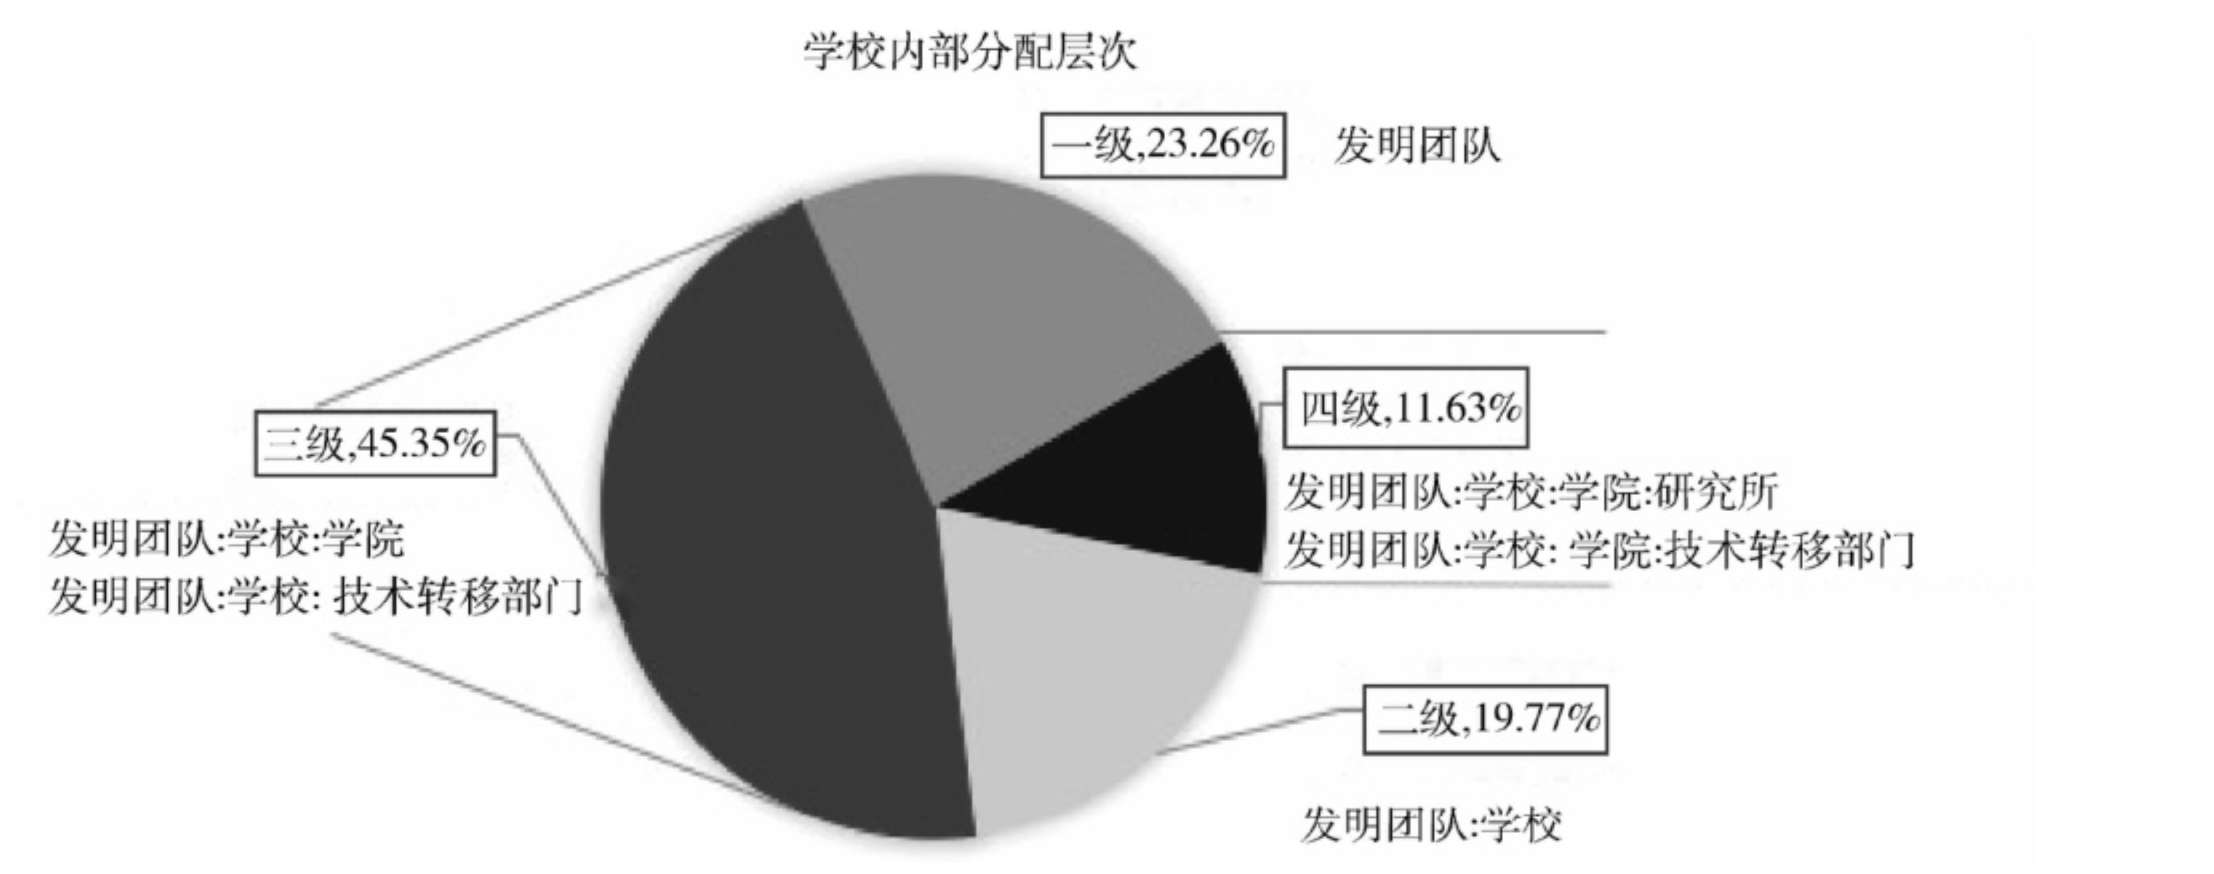 学校内部分配层次
一级,23.26%
发明团队
四级,11.63%
发明团队:学校:学院:研究所
发明团队:学校: 学院:技术转移部门
三级,45.35%
发明团队:学校:学院
发明团队:学校: 技术转移部门
二级,19.77%
发明团队:学校